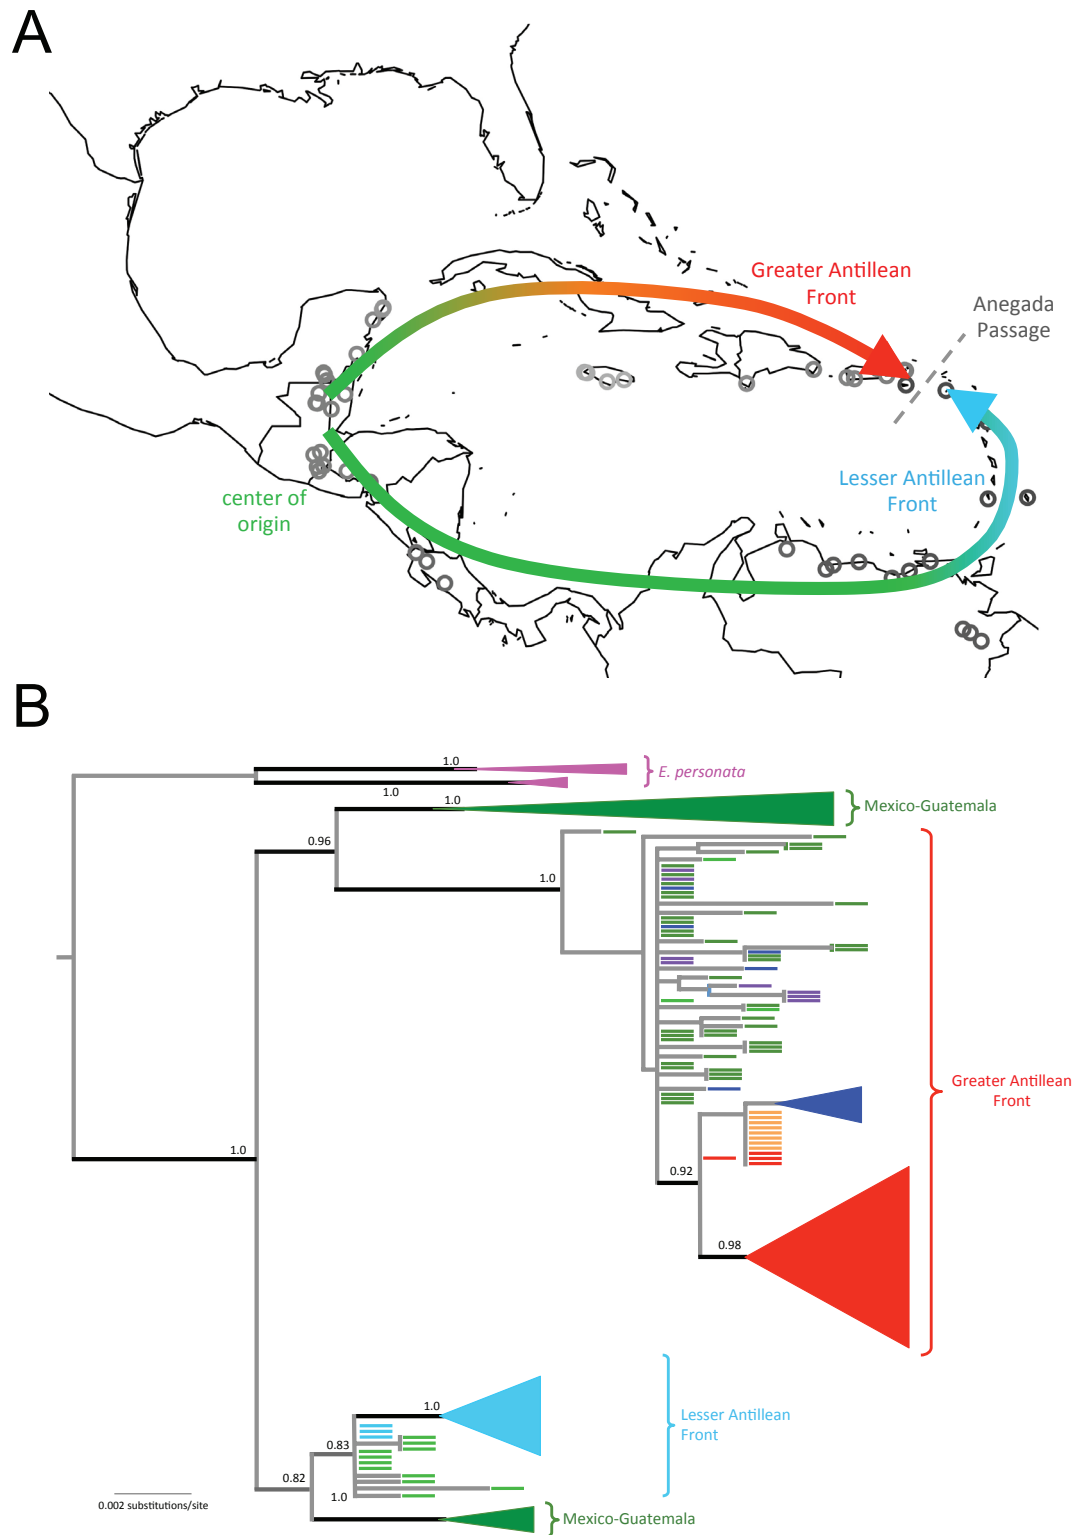 A
Greater Antillean
Front
Anegada
Passage
Lesser Antillean
Front
center of
origin
B
1.0
E. personata
1.0
1.0
Mexico-Guatemala
0.96
1.0
Greater Antillean
Front
0.92
1.0
0.98
1.0
Lesser Antillean
Front
0.83
0.82
1.0
0.002 substitutions/site
Mexico-Guatemala